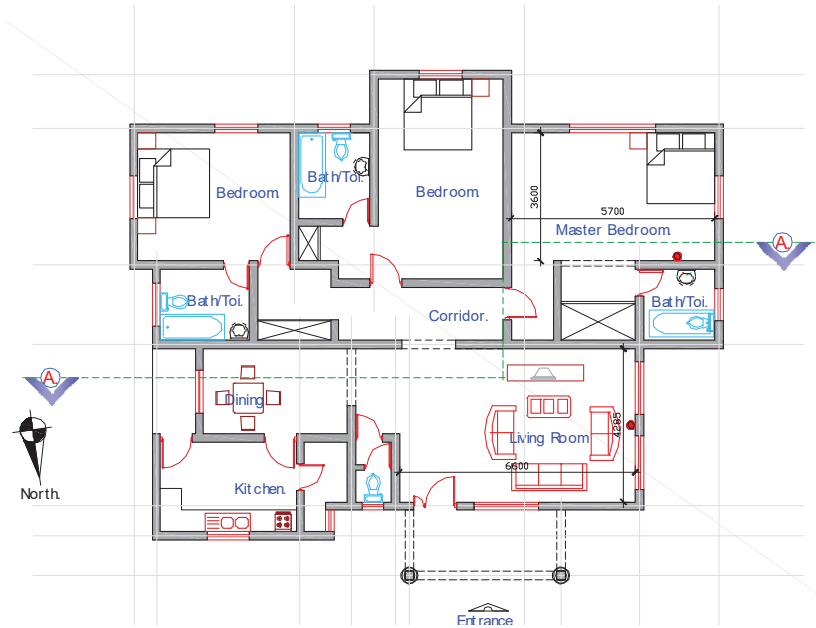 Bath/Toi.
Bedroom.
Bedroom.
3600
5700
Master Bedroom.
A.
Bath/Toi.
Bath/Toi.
Corridor.
A.
Dining
Living Room
4285
6600
Kitchen.
North.
Entrance